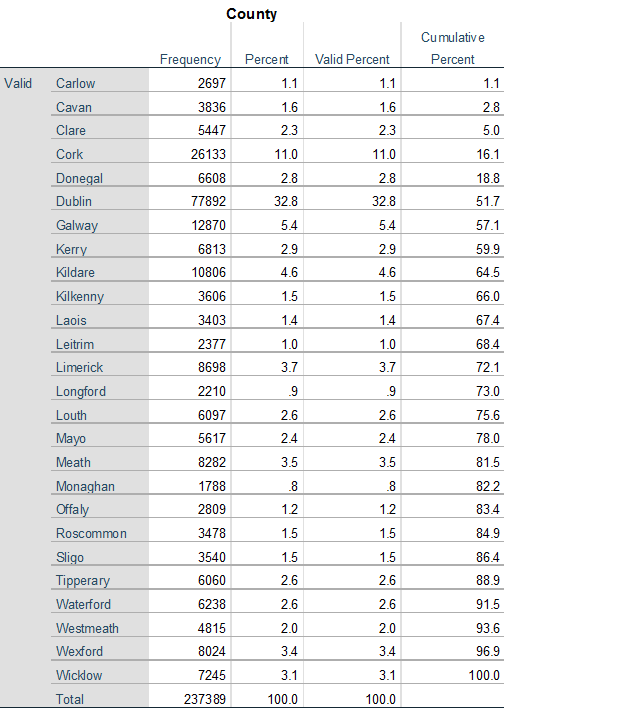 County
Frequency Percent Valid Percent Cumulative Percent
Valid Carlow 2697 1.1 1.1 1.1
Cavan 3836 1.6 1.6 2.8
Clare 5447 2.3 2.3 5.0
Cork 26133 11.0 11.0 16.1
Donegal 6608 2.8 2.8 18.8
Dublin 77892 32.8 32.8 51.7
Galway 12870 5.4 5.4 57.1
Kerry 6813 2.9 2.9 59.9
Kildare 10806 4.6 4.6 64.5
Kilkenny 3606 1.5 1.5 66.0
Laois 3403 1.4 1.4 67.4
Leitrim 2377 1.0 1.0 68.4
Limerick 8698 3.7 3.7 72.1
Longford 2210 .9 .9 73.0
Louth 6097 2.6 2.6 75.6
Mayo 5617 2.4 2.4 78.0
Meath 8282 3.5 3.5 81.5
Monaghan 1788 .8 .8 82.2
Offaly 2809 1.2 1.2 83.4
Roscommon 3478 1.5 1.5 84.9
Sligo 3540 1.5 1.5 86.4
Tipperary 6060 2.6 2.6 88.9
Waterford 6238 2.6 2.6 91.5
Westmeath 4815 2.0 2.0 93.6
Wexford 8024 3.4 3.4 96.9
Wicklow 7245 3.1 3.1 100.0
Total 237389 100.0 100.0